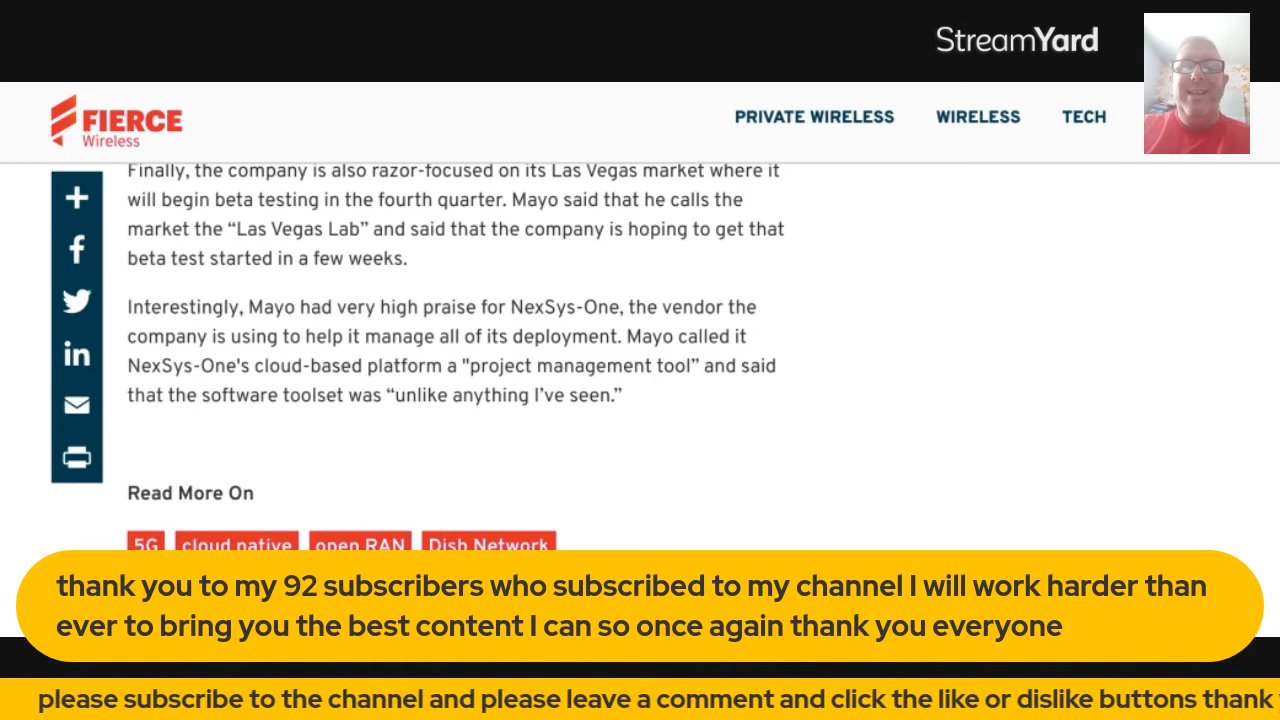 StreamYard
FIERCE
Wireless
PRIVATE WIRELESS WIRELESS TECH
Finally, the company is also razor-focused on its Las Vegas market where it
will begin beta testing in the fourth quarter. Mayo said that he calls the
market the “Las Vegas Lab” and said that the company is hoping to get that
beta test started in a few weeks.
Interestingly, Mayo had very high praise for NexSys-One, the vendor the
company is using to help it manage all of its deployment. Mayo called it
NexSys-One's cloud-based platform a "project management tool” and said
that the software toolset was “unlike anything I’ve seen.”
Read More On
5G cloud native open RAN Dish Network
thank you to my 92 subscribers who subscribed to my channel I will work harder than
ever to bring you the best content I can so once again thank you everyone
please subscribe to the channel and please leave a comment and click the like or dislike buttons thank